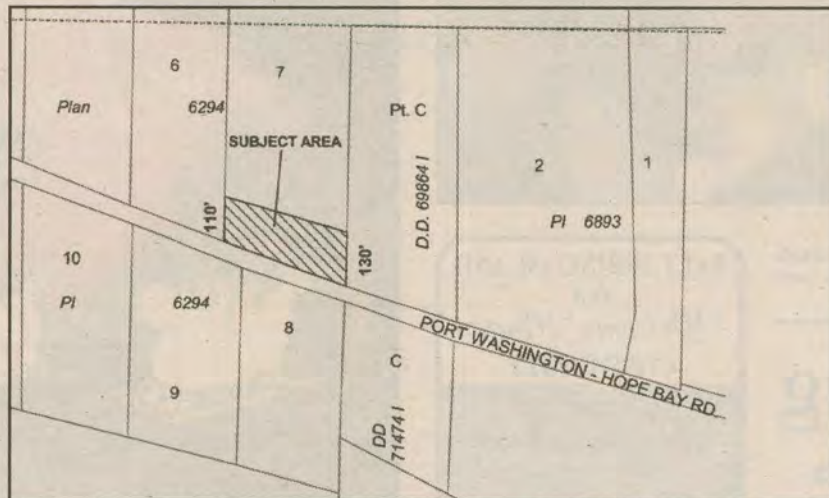 6
7
Plan 6294
Pt. C
SUBJECT AREA
D.D. 69864 I
2
1
Pl 6893
110'
130'
10
Pl 6294
8
9
PORT WASHINGTON - HOPE BAY RD.
C
DD
71474 I